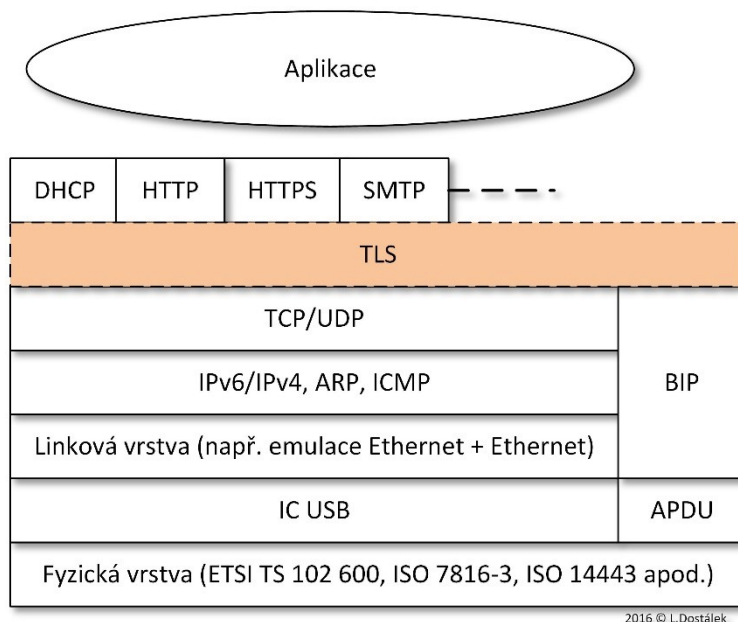 Aplikace
DHCP HTTP HTTPS SMTP
TLS
TCP/UDP
IPv6/IPv4, ARP, ICMP
BIP
Linková vrstva (např. emulace Ethernet + Ethernet)
IC USB APDU
Fyzická vrstva (ETSI TS 102 600, ISO 7816-3, ISO 14443 apod.)
2016 © L.Dostálek